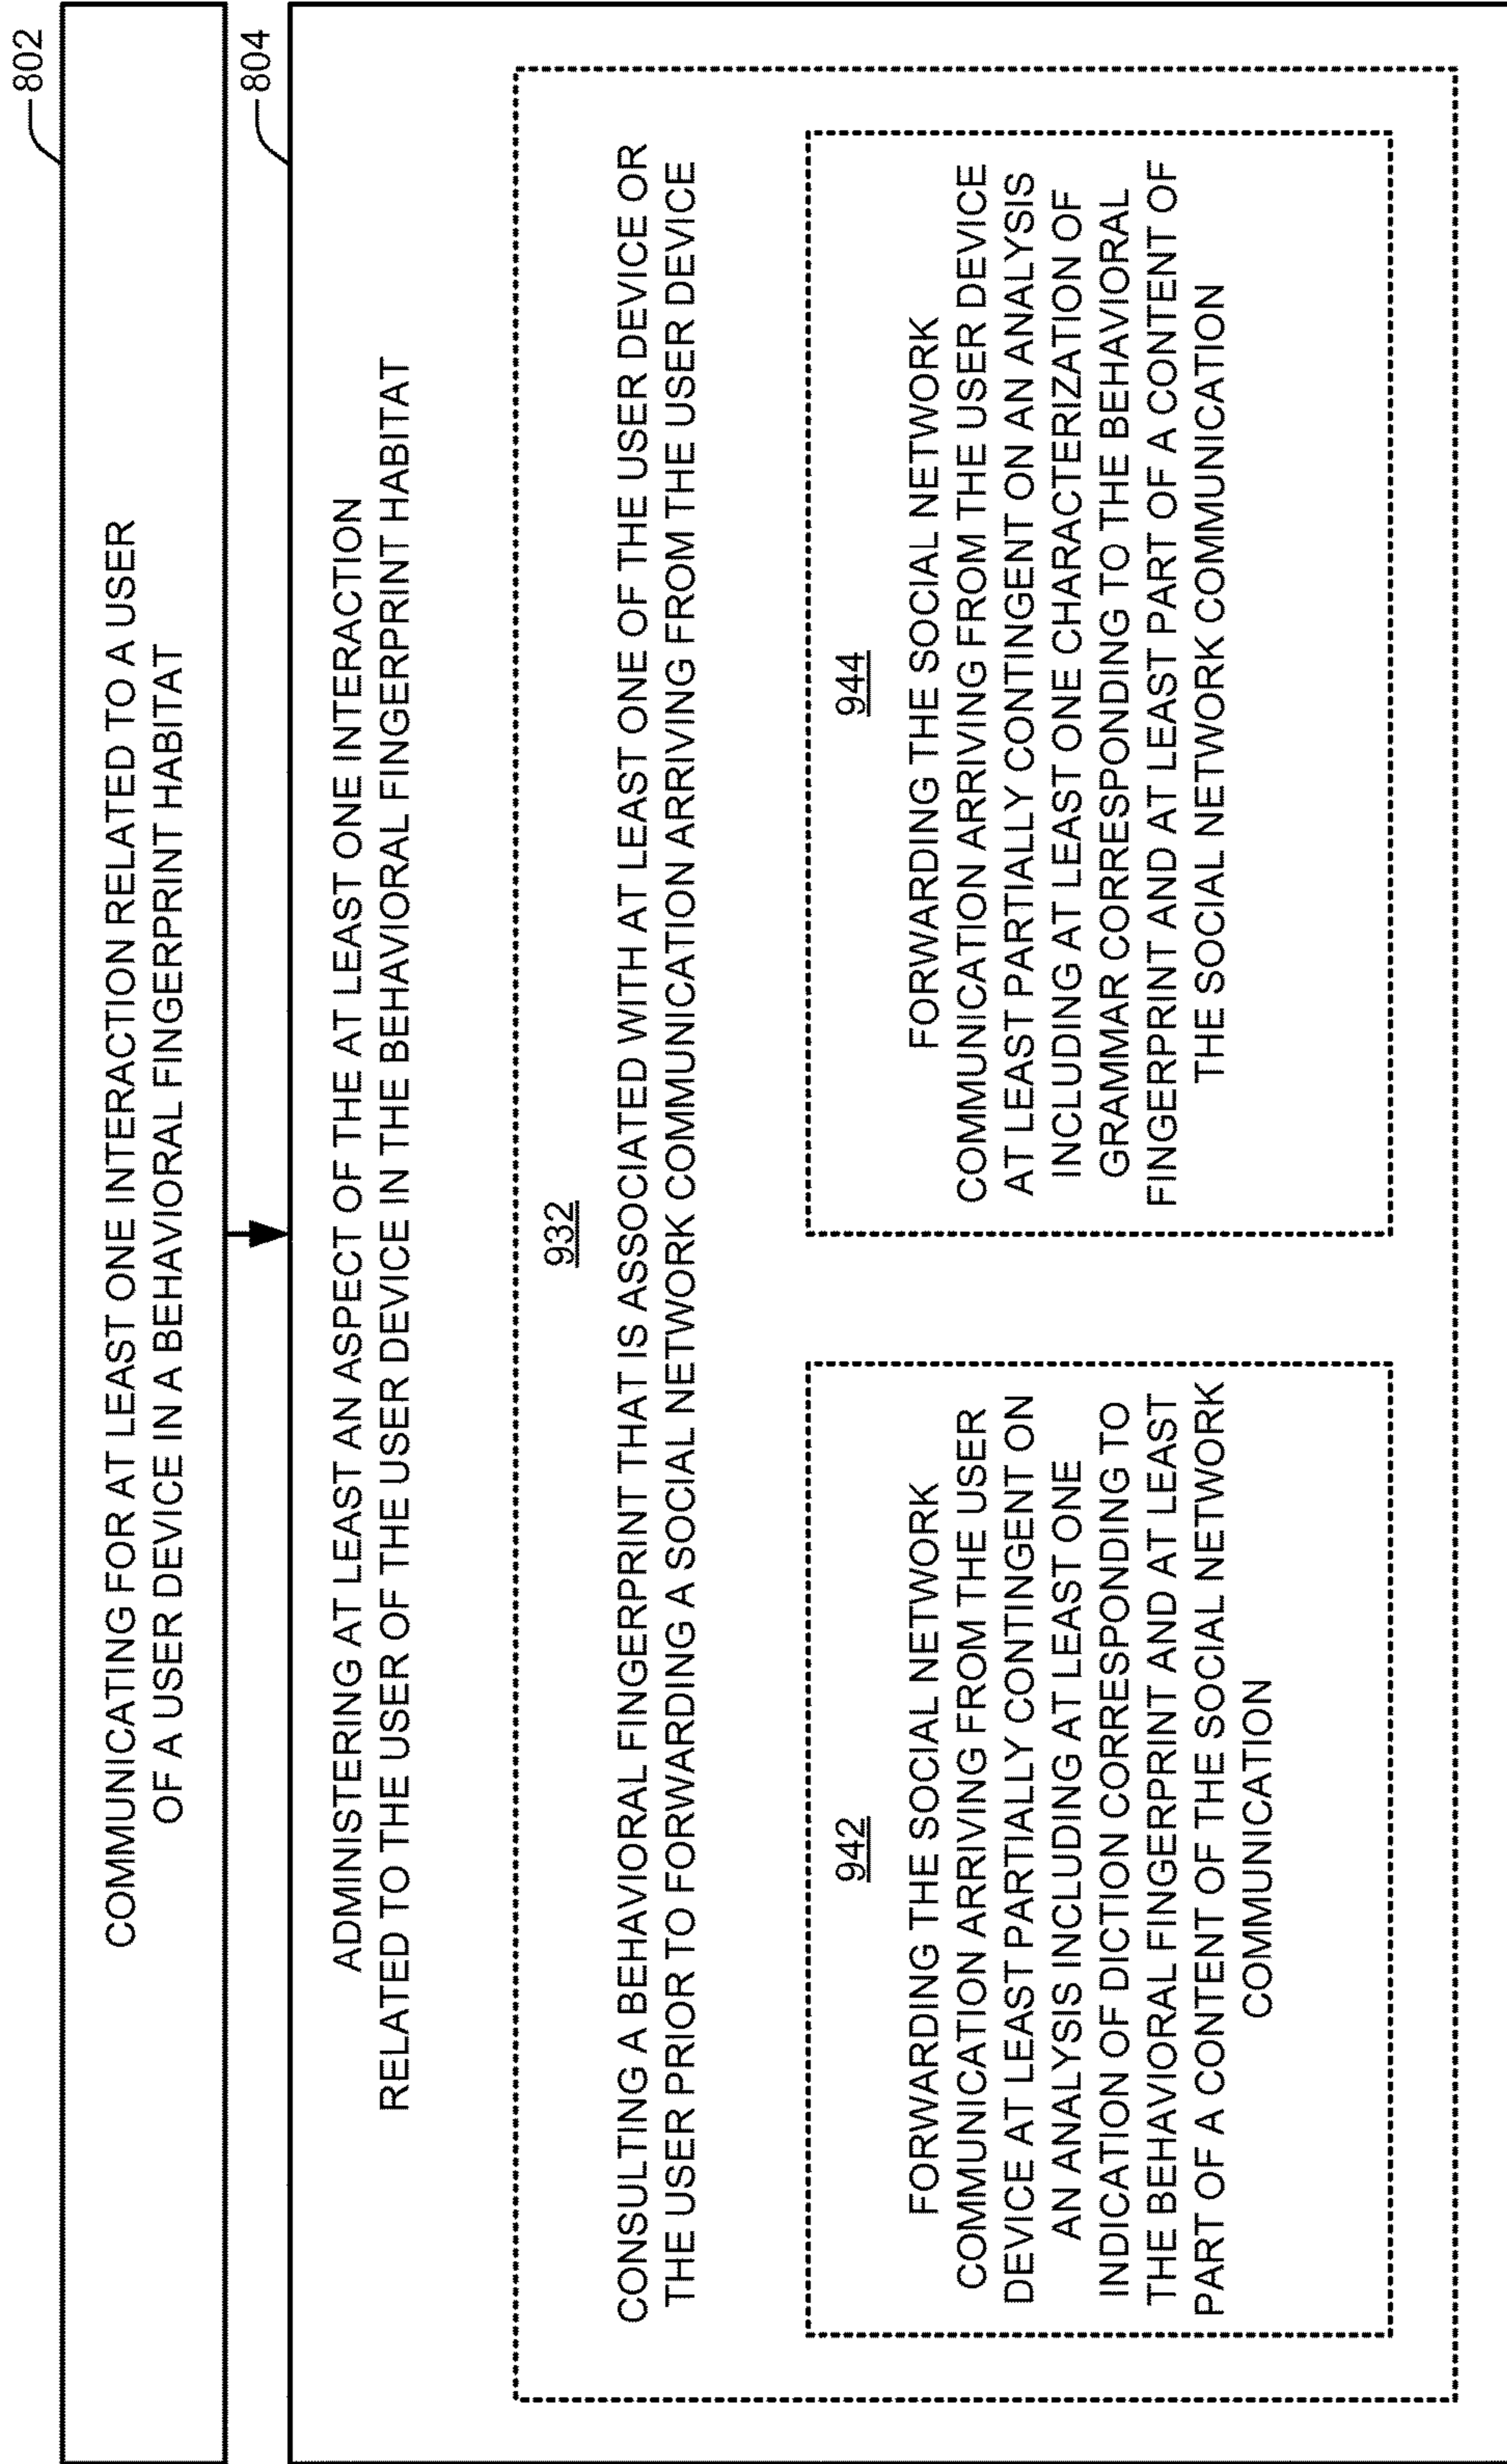 802
COMMUNICATING FOR AT LEAST ONE INTERACTION RELATED TO A USER
OF A USER DEVICE IN A BEHAVIORAL FINGERPRINT HABITAT
804
ADMINISTERING AT LEAST AN ASPECT OF THE AT LEAST ONE INTERACTION
RELATED TO THE USER OF THE USER DEVICE IN THE BEHAVIORAL FINGERPRINT HABITAT
932
CONSULTING A BEHAVIORAL FINGERPRINT THAT IS ASSOCIATED WITH AT LEAST ONE OF THE USER DEVICE OR
THE USER PRIOR TO FORWARDING A SOCIAL NETWORK COMMUNICATION ARRIVING FROM THE USER DEVICE
942
FORWARDING THE SOCIAL NETWORK
COMMUNICATION ARRIVING FROM THE USER
DEVICE AT LEAST PARTIALLY CONTINGENT ON
AN ANALYSIS INCLUDING AT LEAST ONE
INDICATION OF DICTION CORRESPONDING TO
THE BEHAVIORAL FINGERPRINT AND AT LEAST
PART OF A CONTENT OF THE SOCIAL NETWORK
COMMUNICATION
944
FORWARDING THE SOCIAL NETWORK
COMMUNICATION ARRIVING FROM THE USER DEVICE
AT LEAST PARTIALLY CONTINGENT ON AN ANALYSIS
INCLUDING AT LEAST ONE CHARACTERIZATION OF
GRAMMAR CORRESPONDING TO THE BEHAVIORAL
FINGERPRINT AND AT LEAST PART OF A CONTENT OF
THE SOCIAL NETWORK COMMUNICATION